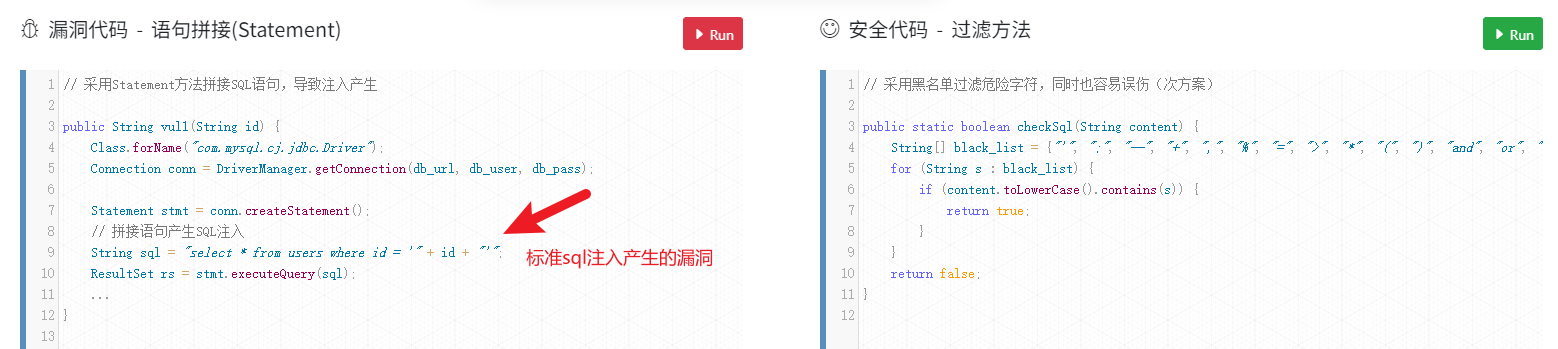 漏洞代码 - 语句拼接(Statement)
Run
1 // 采用Statement方法拼接SQL语句，导致注入产生
2
3 public String vul1(String id) {
4 Class.forName("com.mysql.cj.jdbc.Driver");
5 Connection conn = DriverManager.getConnection(db_url, db_user, db_pass);
6
7 Statement stmt = conn.createStatement();
8 // 拼接语句产生SQL注入
9 String sql = "select * from users where id = '" + id + "'";
10 ResultSet rs = stmt.executeQuery(sql);
11 ...
12 }
13
标准sql注入产生的漏洞
安全代码 - 过滤方法
Run
1 // 采用黑名单过滤危险字符，同时也容易误伤（次方案）
2
3 public static boolean checkSql(String content) {
4 String[] black_list = {"'", ";", "--", "+", ",", "%", "=", ">", "*", "(", ")", "and", "or", "
5 for (String s : black_list) {
6 if (content.toLowerCase().contains(s)) {
7 return true;
8 }
9 }
10 return false;
11 }
12